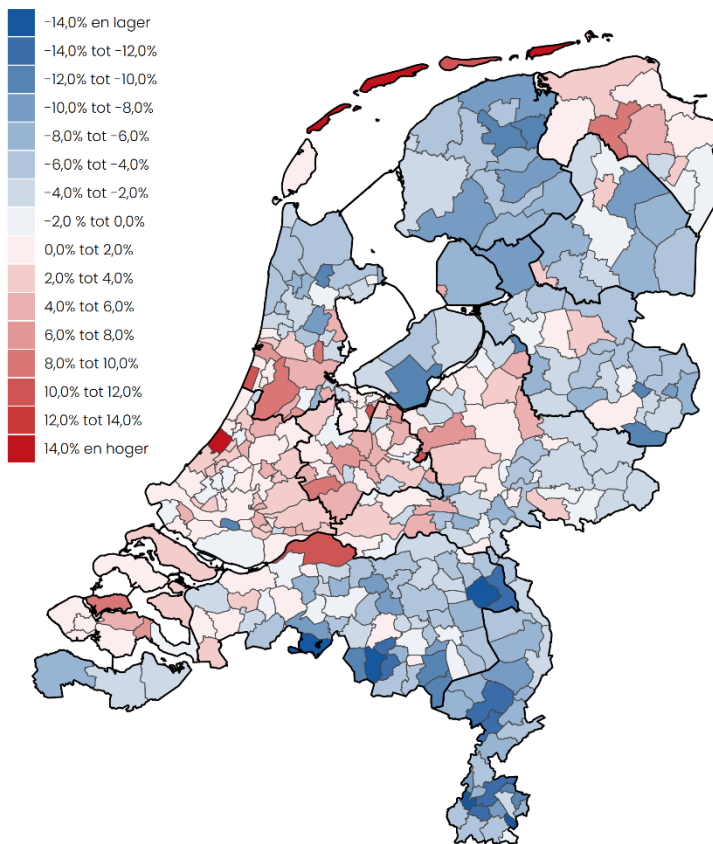 -14,0% en lager
-14,0% tot -12,0%
-12,0% tot -10,0%
-10,0% tot -8,0%
-8,0% tot -6,0%
-6,0% tot -4,0%
-4,0% tot -2,0%
-2,0 % tot 0,0%
0,0% tot 2,0%
2,0% tot 4,0%
4,0% tot 6,0%
6,0% tot 8,0%
8,0% tot 10,0%
10,0% tot 12,0%
12,0% tot 14,0%
14,0% en hoger